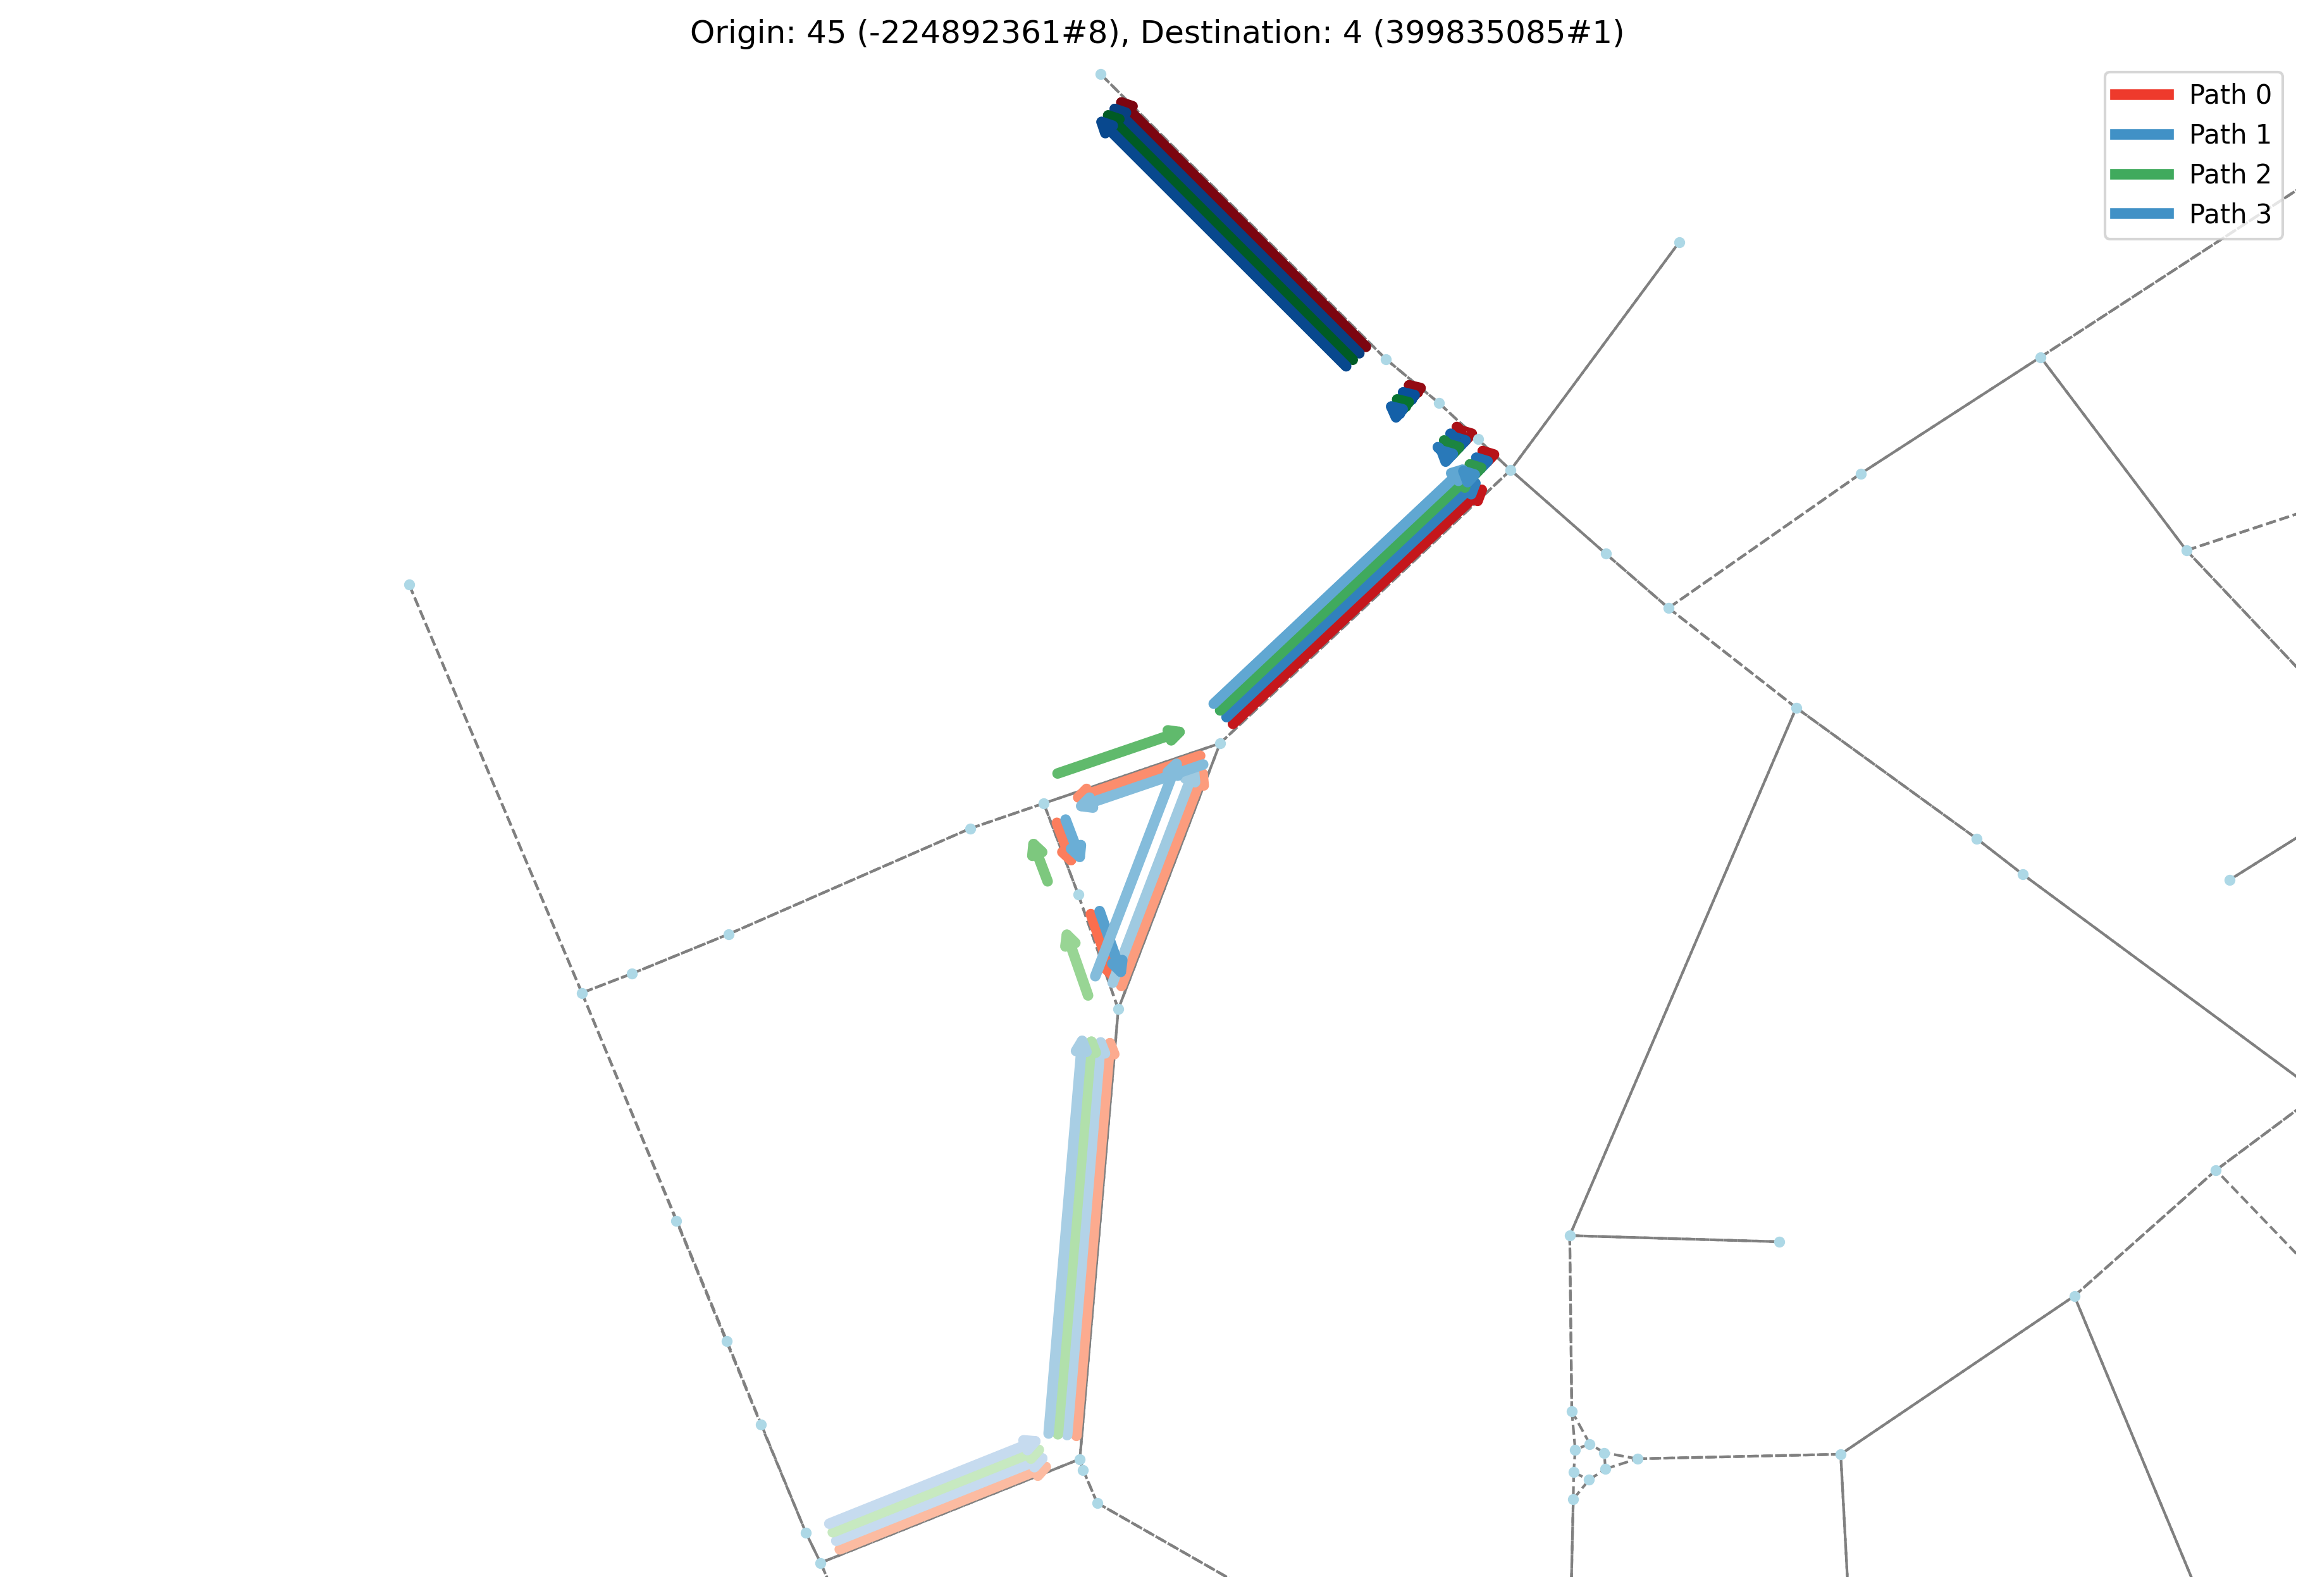 Origin: 45 (-224892361#8), Destination: 4 (399835085#1)
Path 0
Path 1
Path 2
Path 3